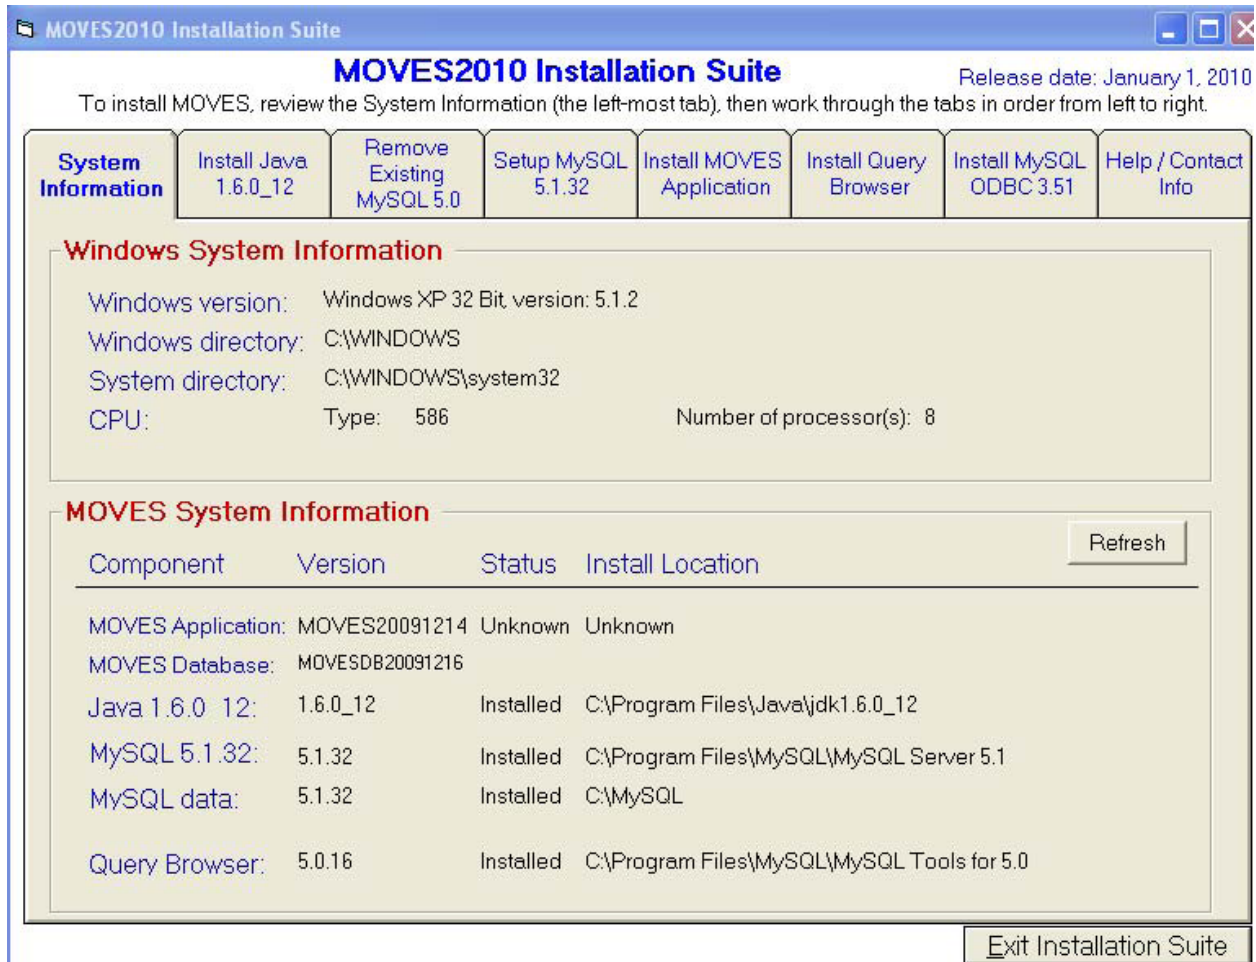 MOVES2010 Installation Suite
MOVES2010 Installation Suite
Release date: January 1, 2010
To install MOVES, review the System Information (the left-most tab), then work through the tabs in order from left to right.
System
Information
Install Java
1.6.0_12
Remove
Existing
MySQL 5.0
Setup MySQL
5.1.32
Install MOVES
Application
Install Query
Browser
Install MySQL
ODBC 3.51
Help / Contact
Info
Windows System Information
Windows version: Windows XP 32 Bit, version: 5.1.2
Windows directory: C:\WINDOWS
System directory: C:\WINDOWS\system32
CPU: Type: 586 Number of processor(s): 8
MOVES System Information
Refresh
Component Version Status Install Location
MOVES Application: MOVES20091214 Unknown Unknown
MOVES Database: MOVESDB20091216
Java 1.6.0 12: 1.6.0_12 Installed C:\Program Files\Java\jdk1.6.0_12
MySQL 5.1.32: 5.1.32 Installed C:\Program Files\MySQL\MySQL Server 5.1
MySQL data: 5.1.32 Installed C:\MySQL
Query Browser: 5.0.16 Installed C:\Program Files\MySQL\MySQL Tools for 5.0
Exit Installation Suite